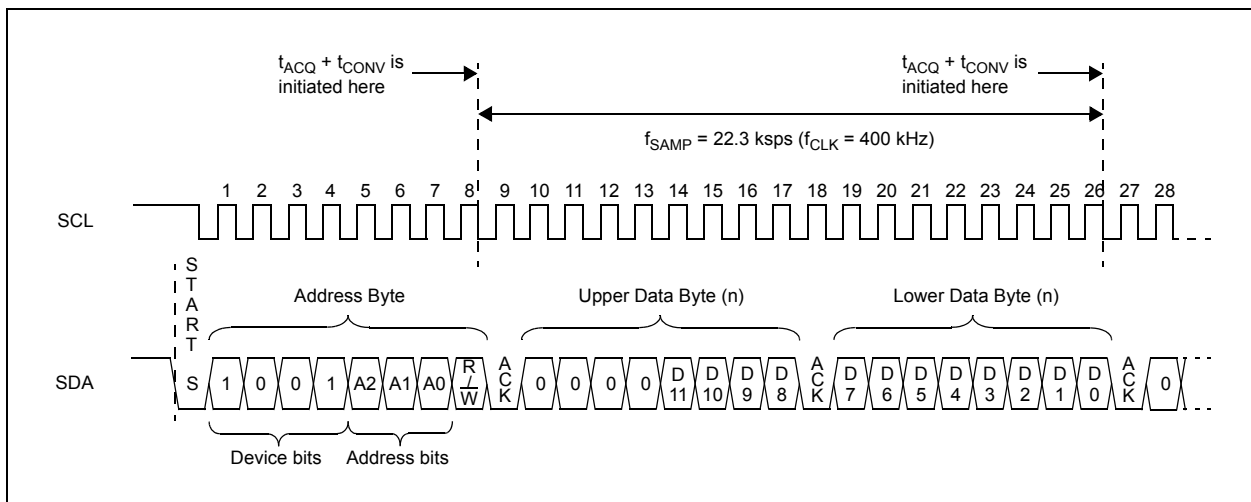 tACQ + tCONV is
initiated here
tACQ + tCONV is
initiated here
fSAMP = 22.3 ksps (fCLK = 400 kHz)
1 2 3 4 5 6 7 8 9 10 11 12 13 14 15 16 17 18 19 20 21 22 23 24 25 26 27 28
SCL
START
Address Byte
Upper Data Byte (n)
Lower Data Byte (n)
SDA
S 1 0 0 1 A2 A1 A0 R/W ACK 0 0 0 0 D11 D10 D9 D8 ACK D7 D6 D5 D4 D3 D2 D1 D0 ACK 0
Device bits
Address bits